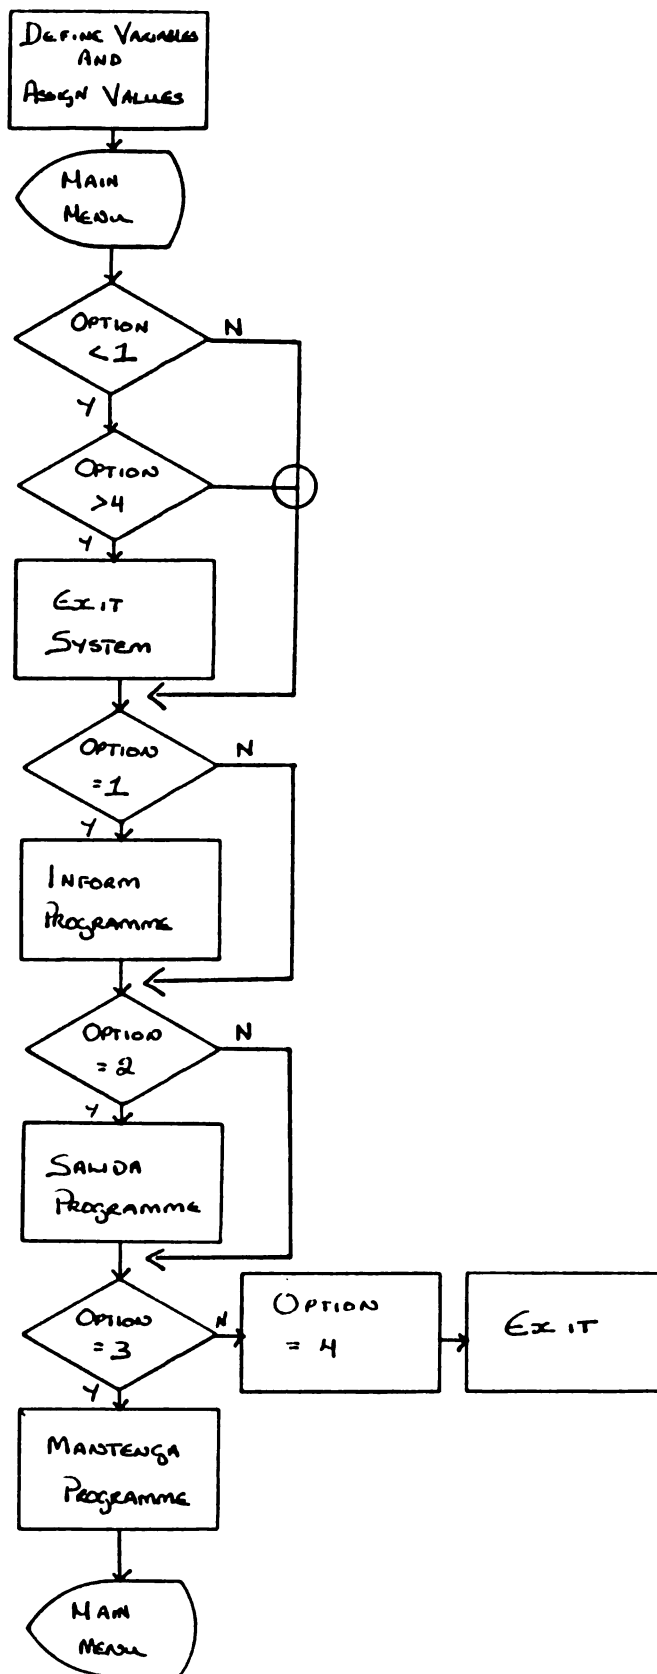 DEFINE VARIABLES
AND
ASSIGN VALUES
MAIN
MENU
OPTION
<1
N
Y
OPTION
>4
Y
EXIT
SYSTEM
OPTION
=1
N
Y
INFORM
PROGRAMME
OPTION
=2
N
Y
SALIDA
PROGRAMME
OPTION
=3
N
OPTION
= 4
EXIT
Y
MANTENGA
PROGRAMME
MAIN
MENU